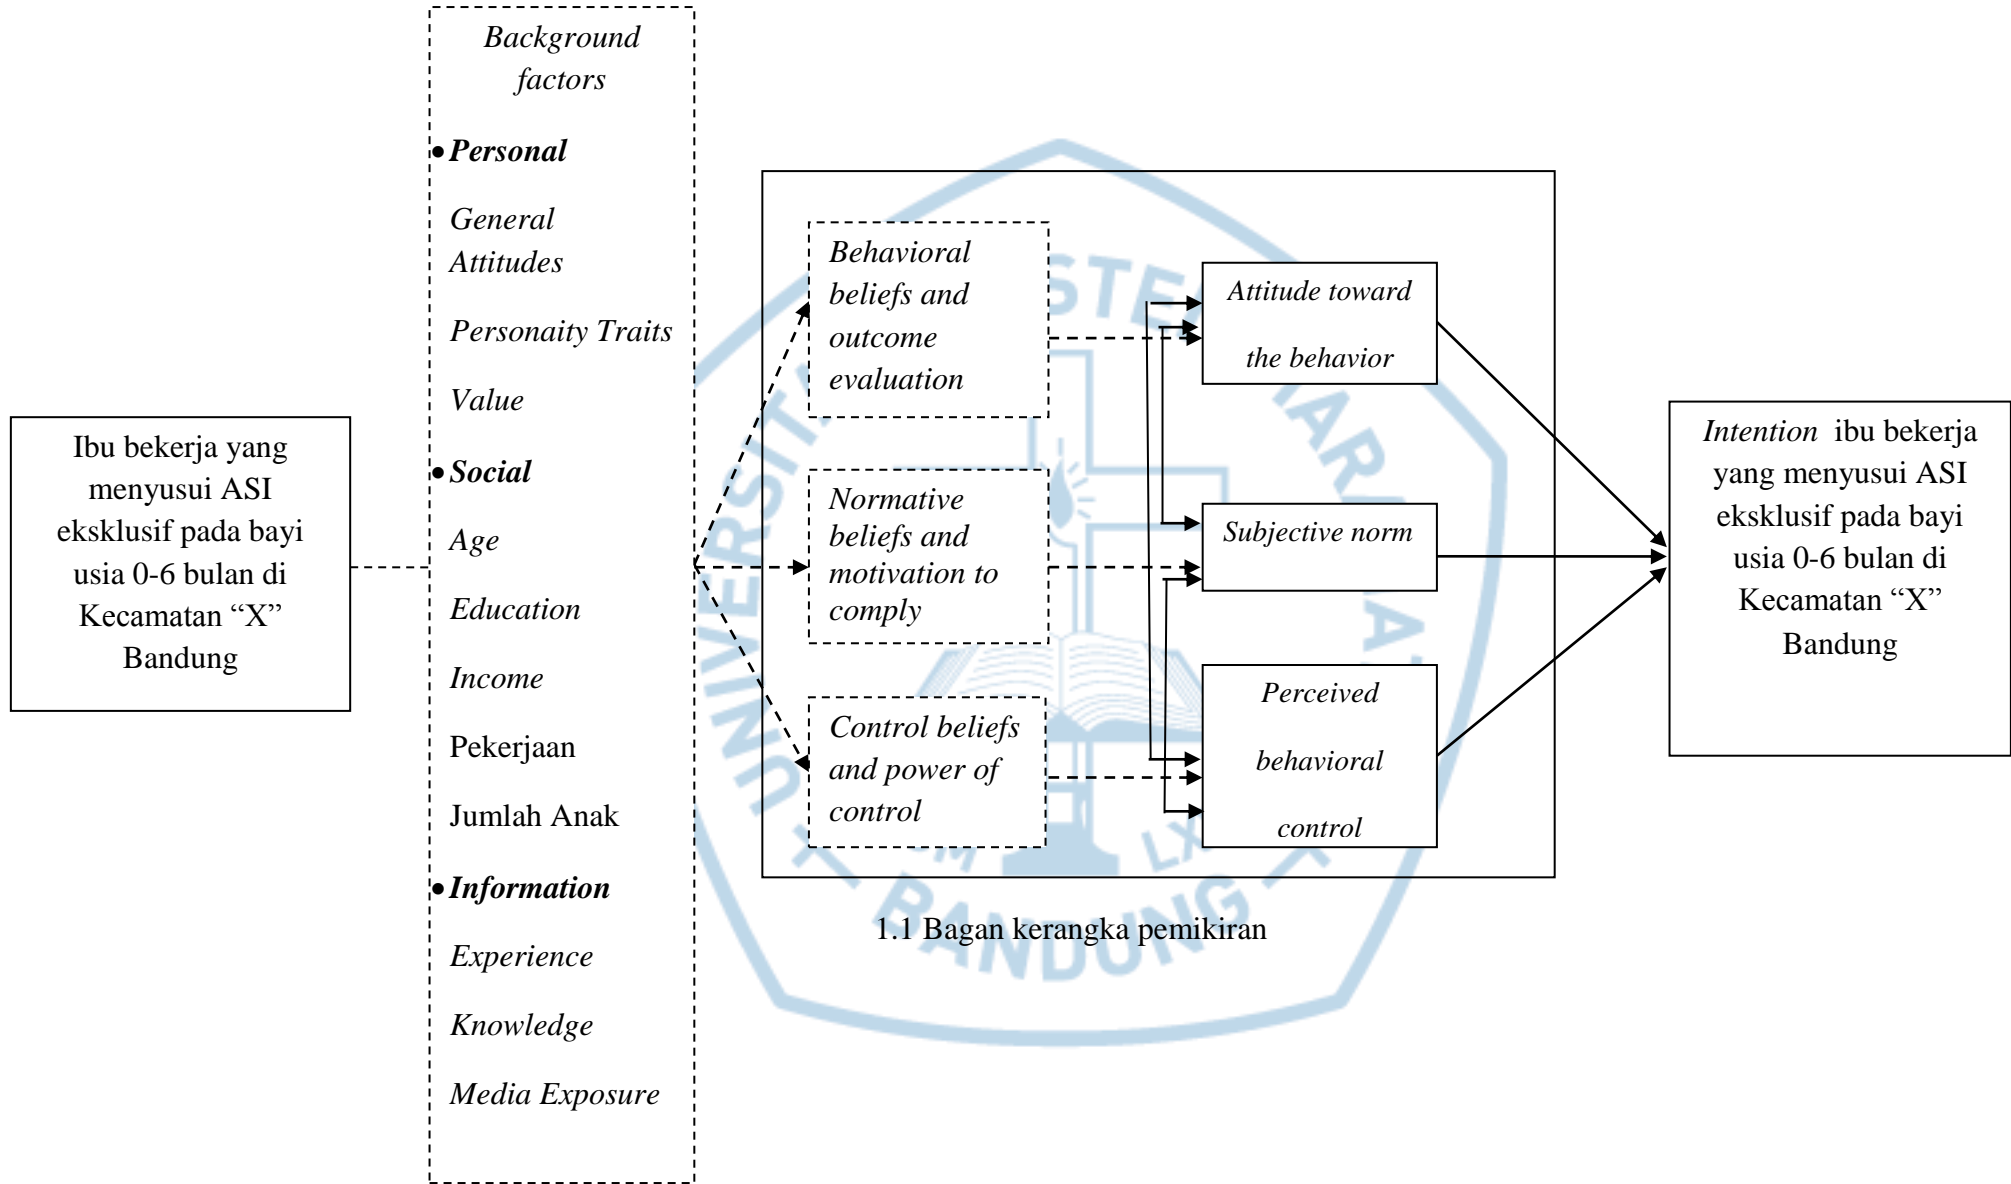 Ibu bekerja yang
menyusui ASI
eksklusif pada bayi
usia 0-6 bulan di
Kecamatan “X”
Bandung
Background
factors
•Personal
General
Attitudes
Personaity Traits
Value
•Social
Age
Education
Income
Pekerjaan
Jumlah Anak
•Information
Experience
Knowledge
Media Exposure
Behavioral
beliefs and
outcome
evaluation
Normative
beliefs and
motivation to
comply
Control beliefs
and power of
control
Attitude toward
the behavior
Subjective norm
Perceived
behavioral
control
Intention ibu bekerja
yang menyusui ASI
eksklusif pada bayi
usia 0-6 bulan di
Kecamatan “X”
Bandung
1.1 Bagan kerangka pemikiran
BANDUNG